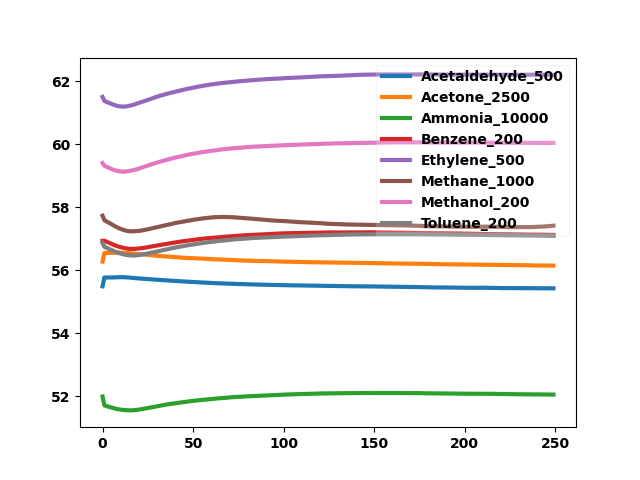 62
60
58
56
54
52
0 50 100 150 200 250
Acetaldehyde_500
Acetone_2500
Ammonia_10000
Benzene_200
Ethylene_500
Methane_1000
Methanol_200
Toluene_200